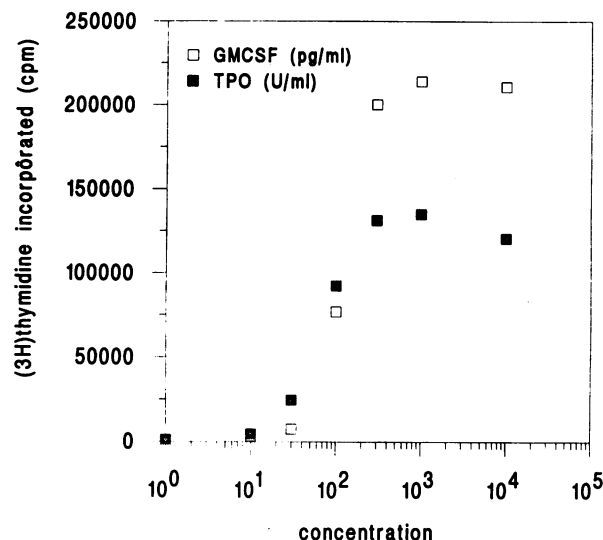 (3H)thymidine incorporated (cpm)
250000
200000
150000
100000
50000
0
□ GMCSF (pg/ml)
■ TPO (U/ml)
10^0 10^1 10^2 10^3 10^4 10^5
concentration